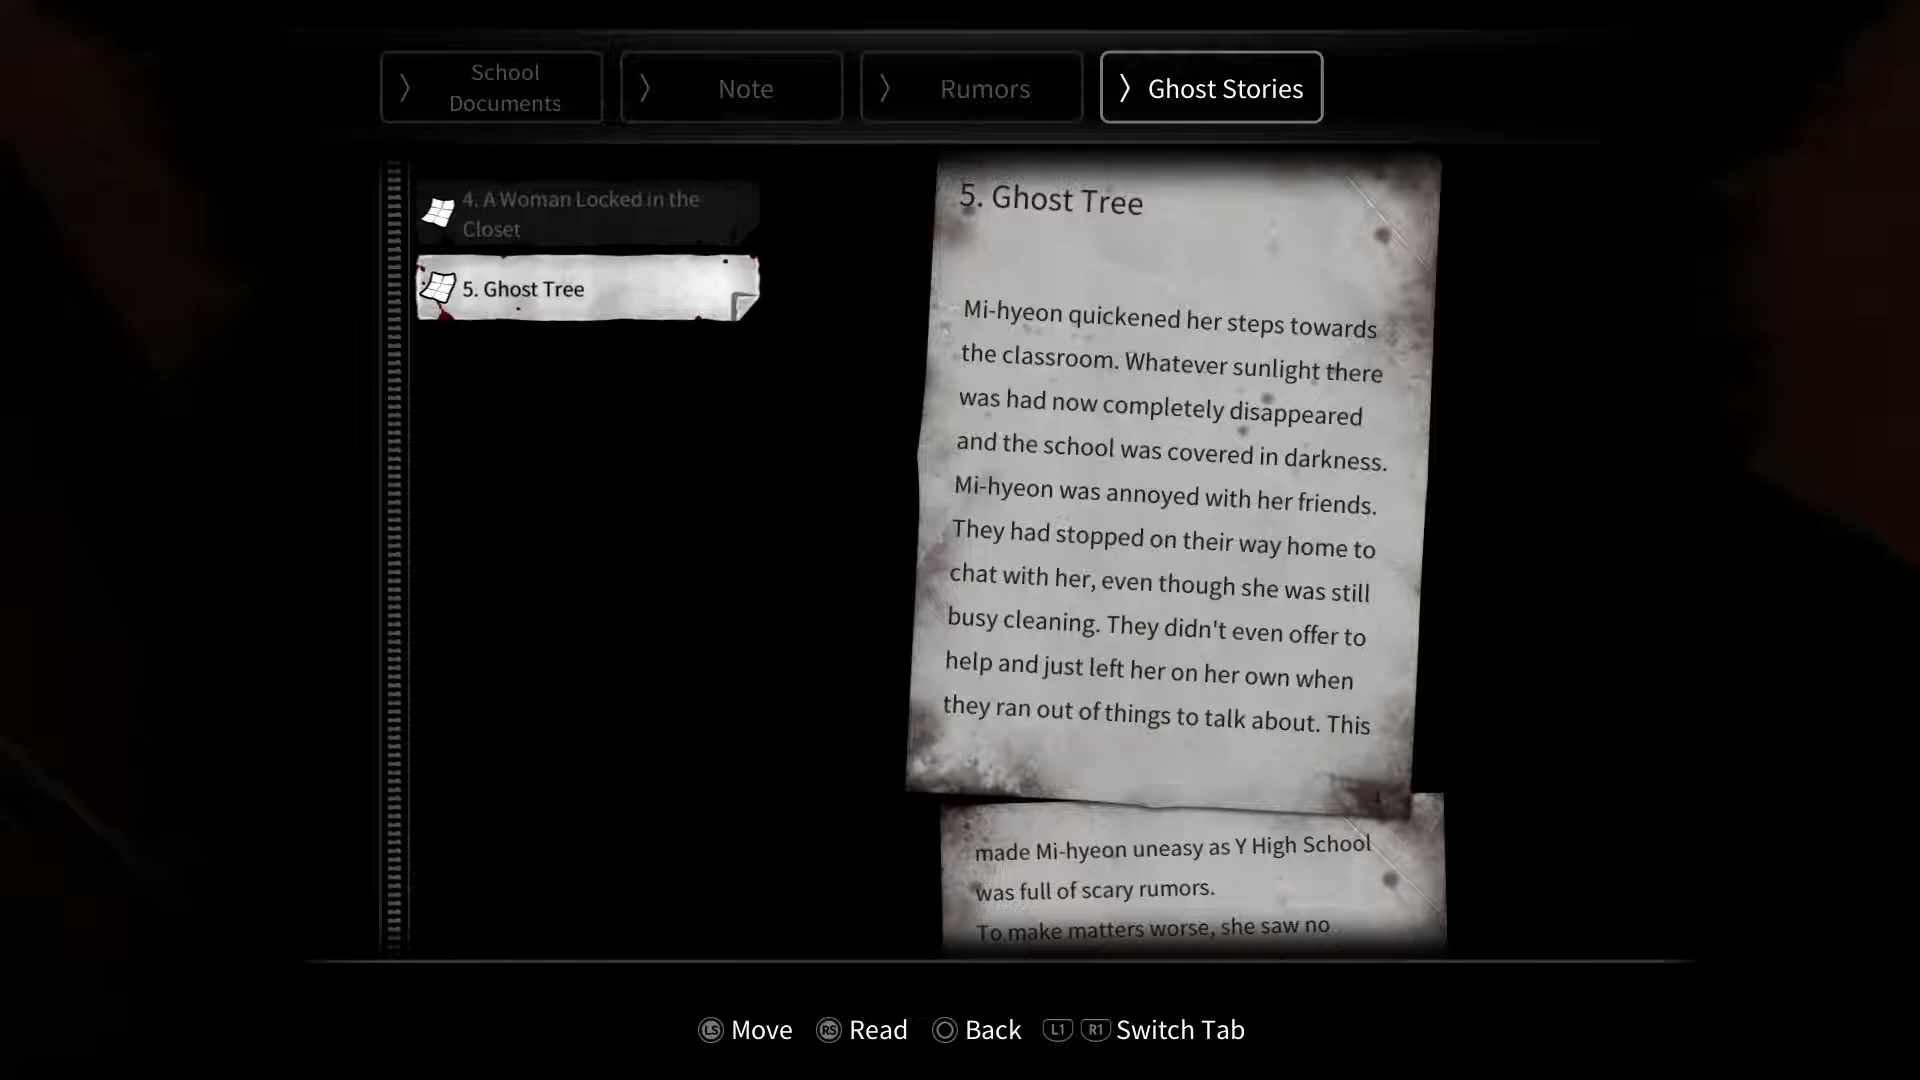 School
Documents
Note
Rumors
Ghost Stories
4. A Woman Locked in the
Closet
5. Ghost Tree
5. Ghost Tree
Mi-hyeon quickened her steps towards
the classroom. Whatever sunlight there
was had now completely disappeared
and the school was covered in darkness.
Mi-hyeon was annoyed with her friends.
They had stopped on their way home to
chat with her, even though she was still
busy cleaning. They didn't even offer to
help and just left her on her own when
they ran out of things to talk about. This
made Mi-hyeon uneasy as Y High School
was full of scary rumors.
To make matters worse, she saw no
LS Move RS Read Back L1 R1 Switch Tab